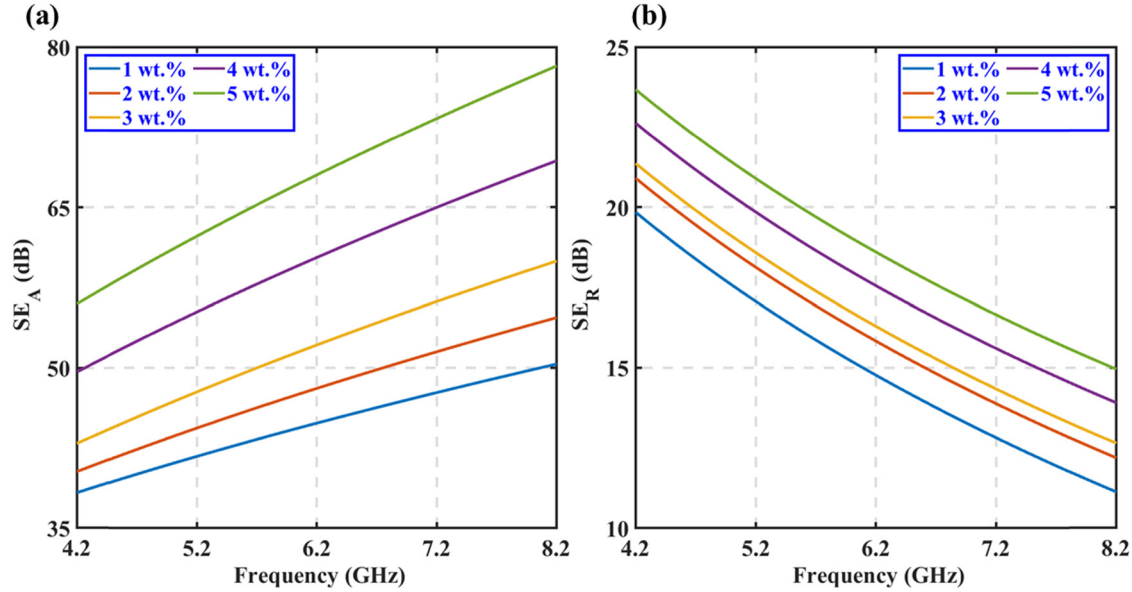 (a)
80
65
50
35
SE_A (dB)
1 wt.% 4 wt.%
2 wt.% 5 wt.%
3 wt.%
4.2 5.2 6.2 7.2 8.2
Frequency (GHz)
(b)
25
20
15
10
SE_R (dB)
1 wt.% 4 wt.%
2 wt.% 5 wt.%
3 wt.%
4.2 5.2 6.2 7.2 8.2
Frequency (GHz)